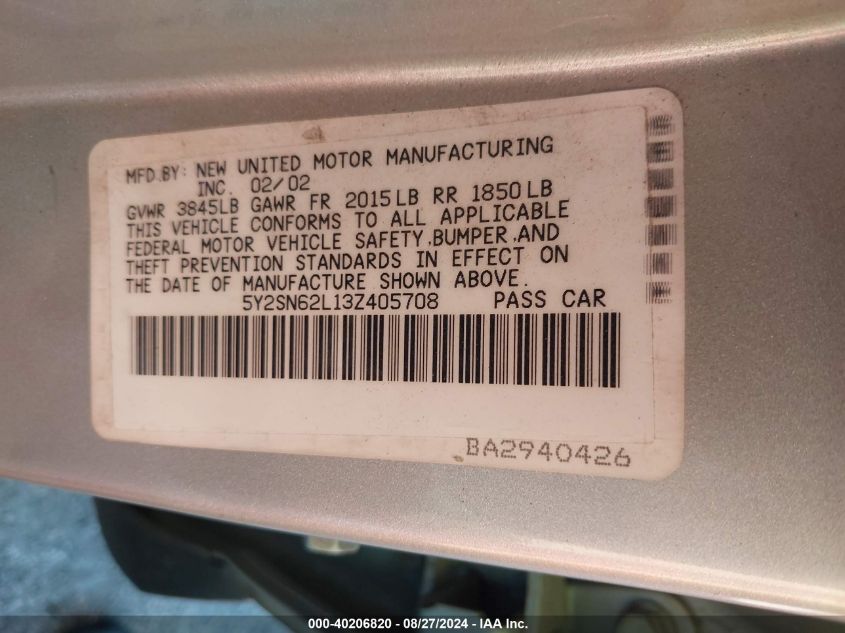 MFD.BY: NEW UNITED MOTOR MANUFACTURING
INC. 02/02
GVWR 3845LB GAWR FR 2015LB RR 1850LB
THIS VEHICLE CONFORMS TO ALL APPLICABLE
FEDERAL MOTOR VEHICLE SAFETY,BUMPER,AND
THEFT PREVENTION STANDARDS IN EFFECT ON
THE DATE OF MANUFACTURE SHOWN ABOVE.
5Y2SN62L13Z405708 PASS CAR
BA2940426
000-40206820 - 08/27/2024 - IAA Inc.